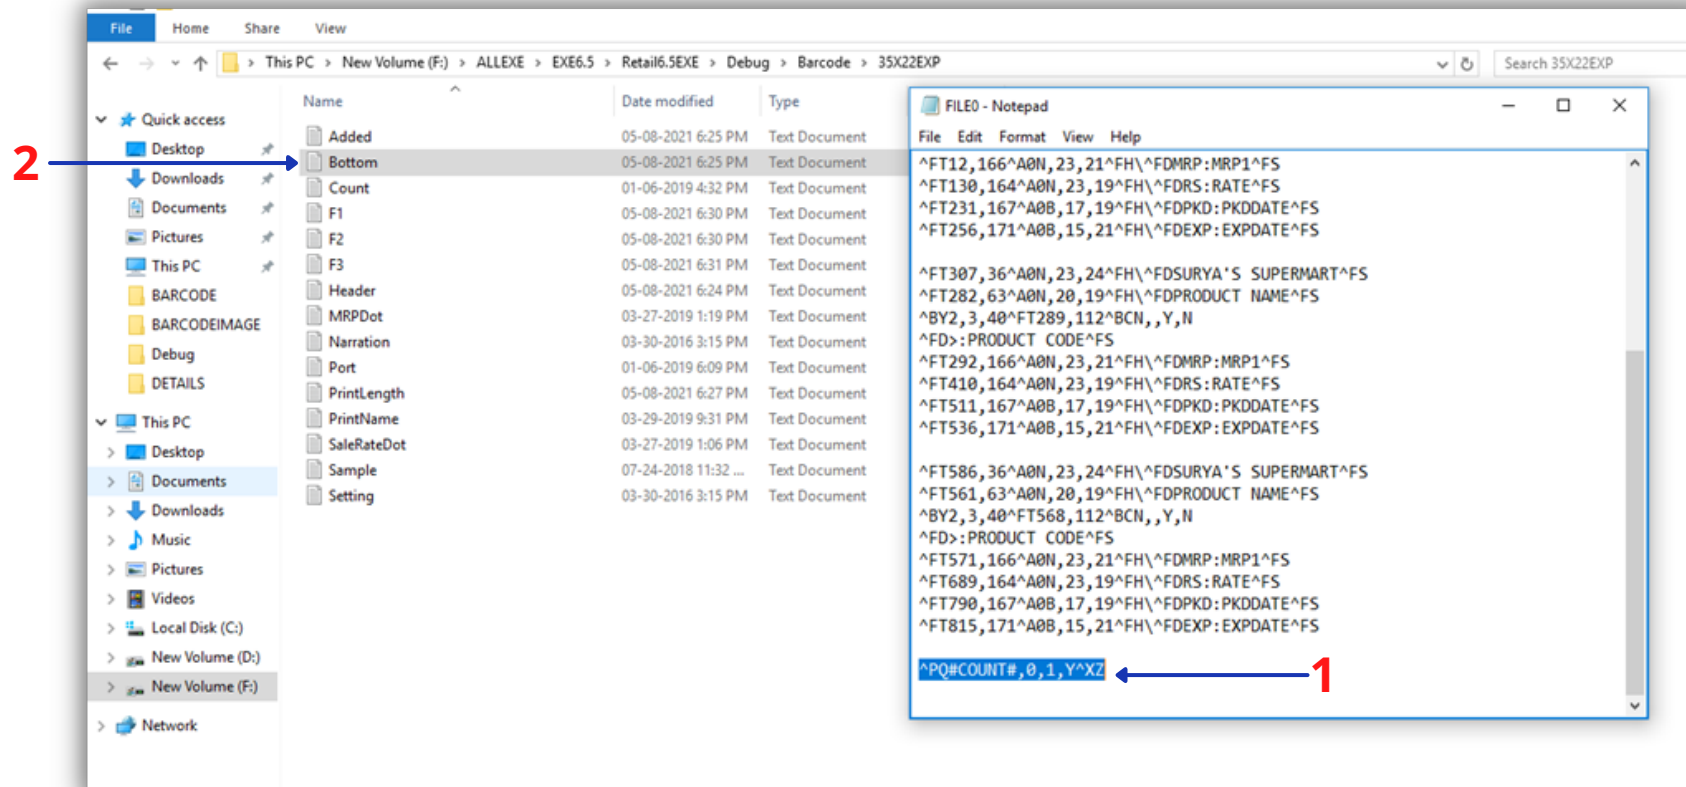 File Home Share View
This PC > New Volume (F:) > ALLEXE > EXE6.5 > Retail6.5EXE > Debug > Barcode > 35X22EXP
Search 35X22EXP
Quick access
Desktop
Downloads
Documents
Pictures
This PC
BARCODE
BARCODEIMAGE
Debug
DETAILS
This PC
Desktop
Documents
Downloads
Music
Pictures
Videos
Local Disk (C:)
New Volume (D:)
New Volume (F:)
Network
2
Name Date modified Type
Added 05-08-2021 6:25 PM Text Document
Bottom 05-08-2021 6:25 PM Text Document
Count 01-06-2019 4:32 PM Text Document
F1 05-08-2021 6:30 PM Text Document
F2 05-08-2021 6:30 PM Text Document
F3 05-08-2021 6:31 PM Text Document
Header 05-08-2021 6:24 PM Text Document
MRPDot 03-27-2019 1:19 PM Text Document
Narration 03-30-2016 3:15 PM Text Document
Port 01-06-2019 6:09 PM Text Document
PrintLength 05-08-2021 6:27 PM Text Document
PrintName 03-29-2019 9:31 PM Text Document
SaleRateDot 03-27-2019 1:06 PM Text Document
Sample 07-24-2018 11:32 ... Text Document
Setting 03-30-2016 3:15 PM Text Document
FILE0 - Notepad
File Edit Format View Help
^FT12,166^A0N,23,21^FH\^FDMRP:MRP1^FS
^FT130,164^A0N,23,19^FH\^FDRS:RATE^FS
^FT231,167^A0B,17,19^FH\^FDPKD:PKDDATE^FS
^FT256,171^A0B,15,21^FH\^FDEXP:EXPDATE^FS
^FT307,36^A0N,23,24^FH\^FDSURYA'S SUPERMART^FS
^FT282,63^A0N,20,19^FH\^FDPRODUCT NAME^FS
^BY2,3,40^FT289,112^BCN,,Y,N
^FD>:PRODUCT CODE^FS
^FT292,166^A0N,23,21^FH\^FDMRP:MRP1^FS
^FT410,164^A0N,23,19^FH\^FDRS:RATE^FS
^FT511,167^A0B,17,19^FH\^FDPKD:PKDDATE^FS
^FT536,171^A0B,15,21^FH\^FDEXP:EXPDATE^FS
^FT586,36^A0N,23,24^FH\^FDSURYA'S SUPERMART^FS
^FT561,63^A0N,20,19^FH\^FDPRODUCT NAME^FS
^BY2,3,40^FT568,112^BCN,,Y,N
^FD>:PRODUCT CODE^FS
^FT571,166^A0N,23,21^FH\^FDMRP:MRP1^FS
^FT689,164^A0N,23,19^FH\^FDRS:RATE^FS
^FT790,167^A0B,17,19^FH\^FDPKD:PKDDATE^FS
^FT815,171^A0B,15,21^FH\^FDEXP:EXPDATE^FS
^PQ#COUNT#,0,1,Y^XZ
1